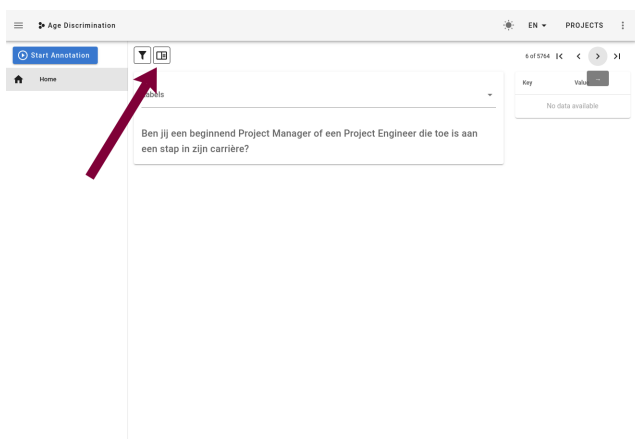 Age Discrimination
EN
PROJECTS
Start Annotation
6 of 5764
Home
Key
Labels
No data available
Ben jij een beginnend Project Manager of een Project Engineer die toe is aan
een stap in zijn carrière?